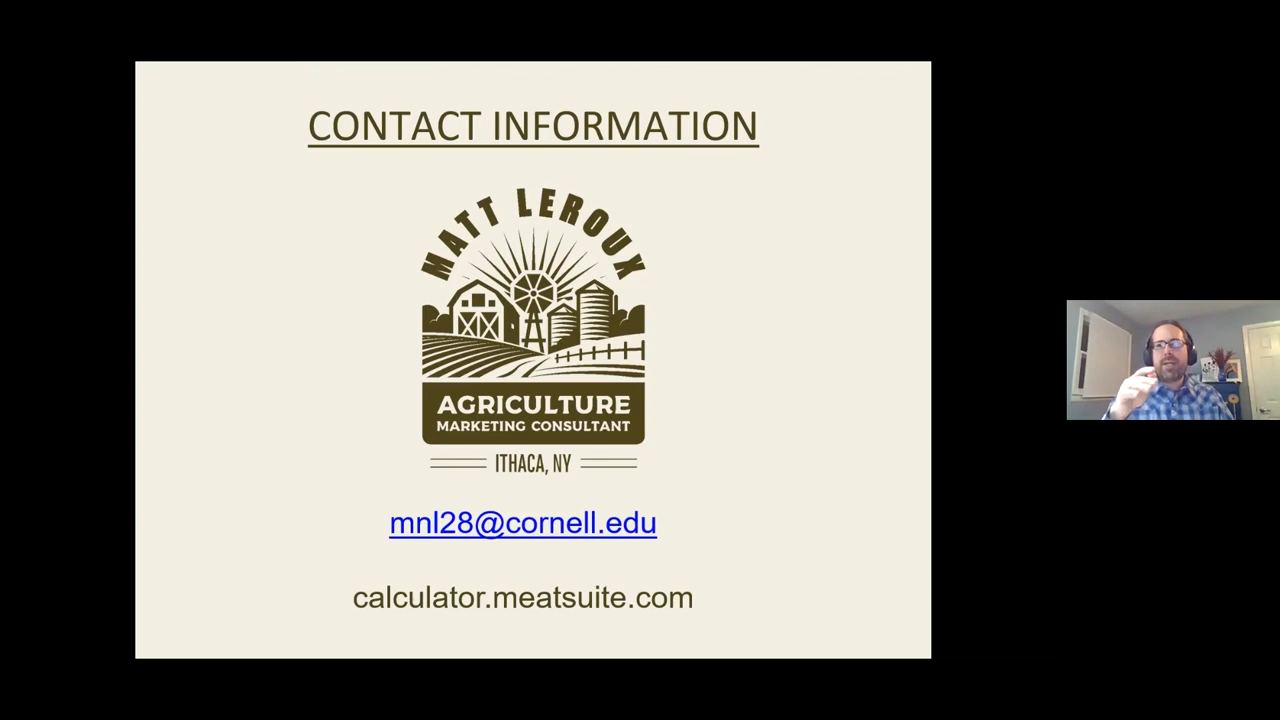 CONTACT INFORMATION
MATT LEROUX
AGRICULTURE
MARKETING CONSULTANT
ITHACA, NY
mnl28@cornell.edu
calculator.meatsuite.com